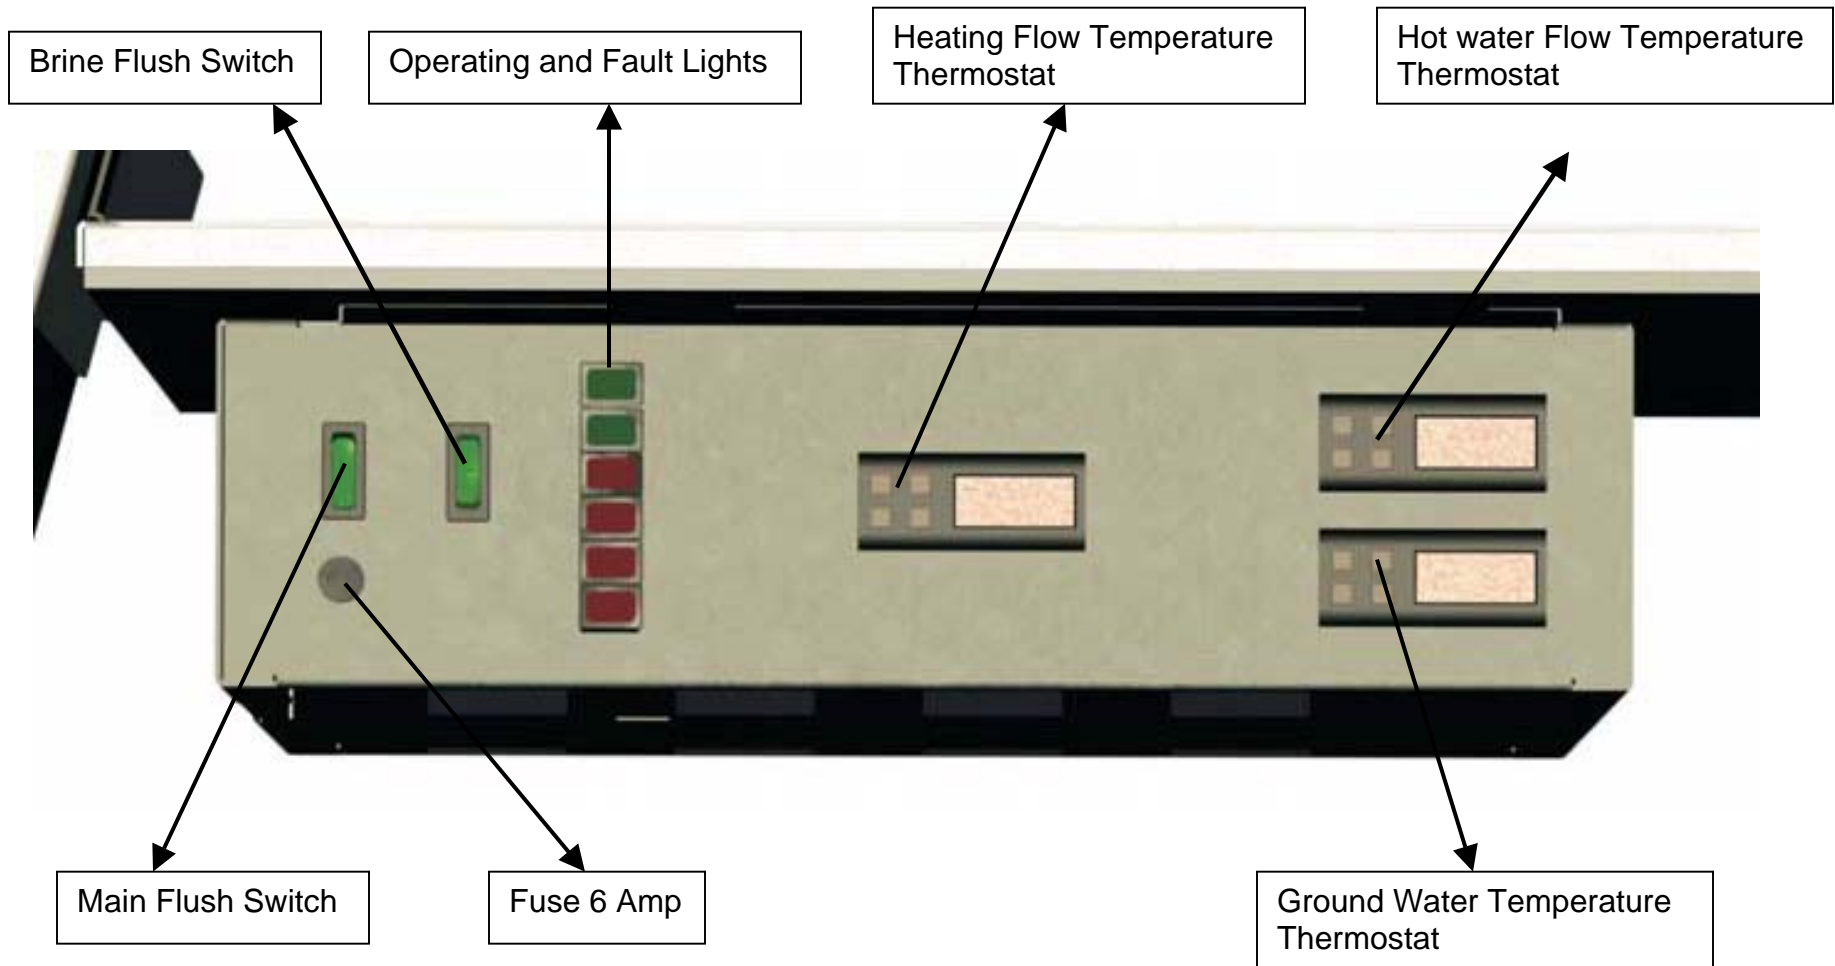 Brine Flush Switch
Operating and Fault Lights
Heating Flow Temperature
Thermostat
Hot water Flow Temperature
Thermostat
Main Flush Switch
Fuse 6 Amp
Ground Water Temperature
Thermostat